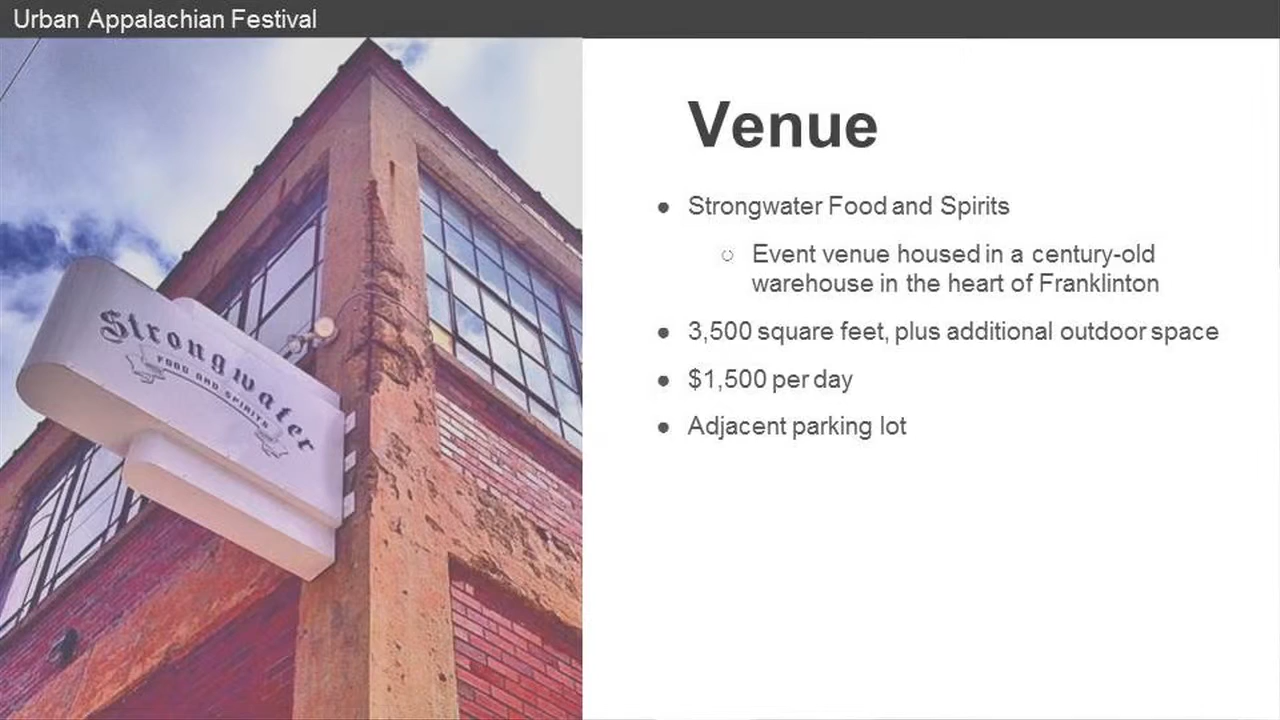 Urban Appalachian Festival
Strongwater
FOOD AND SPIRITS
Venue
● Strongwater Food and Spirits
○ Event venue housed in a century-old
warehouse in the heart of Franklinton
● 3,500 square feet, plus additional outdoor space
● $1,500 per day
● Adjacent parking lot